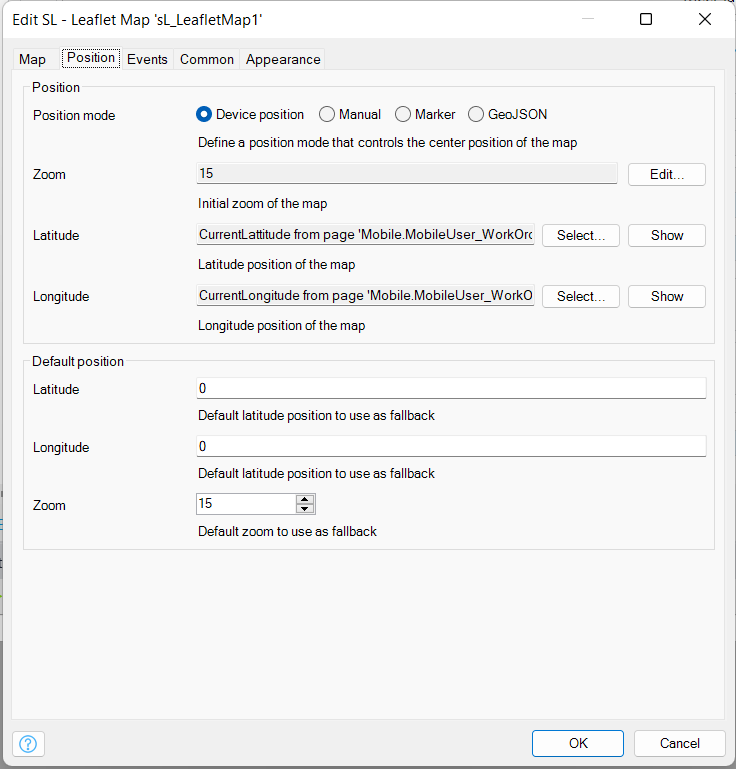 Edit SL - Leaflet Map 'sL_LeafletMap1'
Map Position Events Common Appearance
Position
Position mode Device position Manual Marker GeoJSON
Define a position mode that controls the center position of the map
Zoom 15 Edit...
Initial zoom of the map
Latitude CurrentLattitude from page 'Mobile.MobileUser_WorkOrc Select... Show
Latitude position of the map
Longitude CurrentLongitude from page 'Mobile.MobileUser_WorkO Select... Show
Longitude position of the map
Default position
Latitude 0
Default latitude position to use as fallback
Longitude 0
Default latitude position to use as fallback
Zoom 15
Default zoom to use as fallback
? OK Cancel